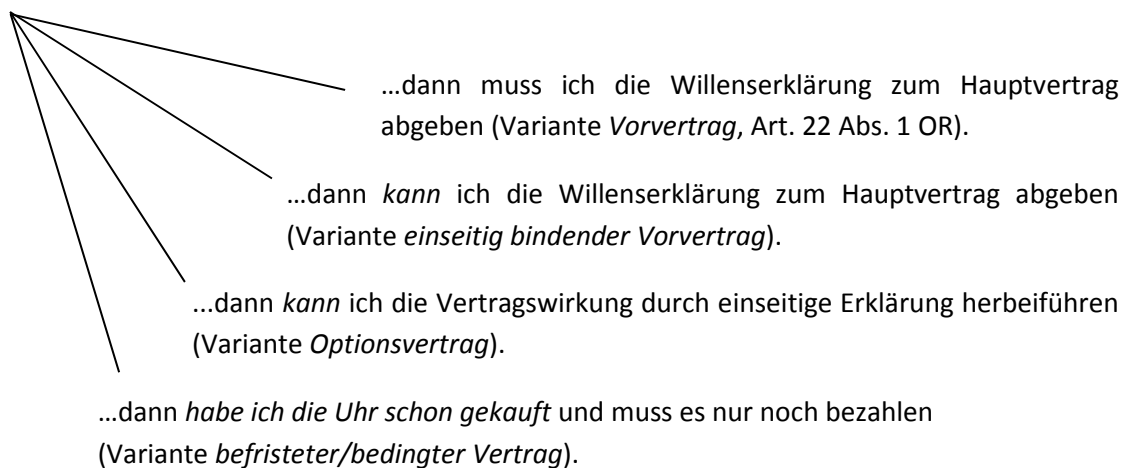 …dann muss ich die Willenserklärung zum Hauptvertrag
abgeben (Variante Vorvertrag, Art. 22 Abs. 1 OR).
…dann kann ich die Willenserklärung zum Hauptvertrag abgeben
(Variante einseitig bindender Vorvertrag).
...dann kann ich die Vertragswirkung durch einseitige Erklärung herbeiführen
(Variante Optionsvertrag).
…dann habe ich die Uhr schon gekauft und muss es nur noch bezahlen
(Variante befristeter/bedingter Vertrag).